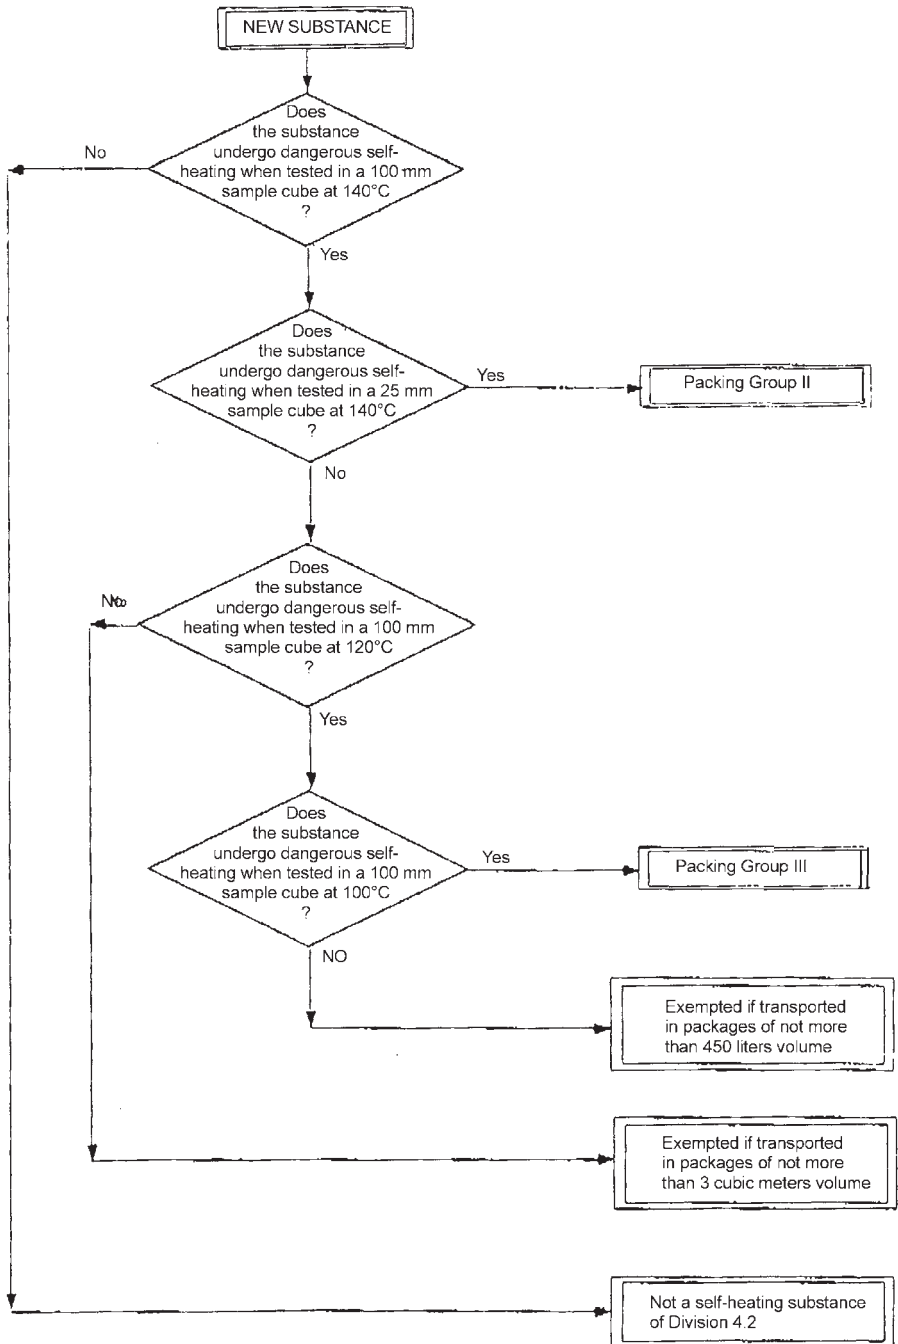 NEW SUBSTANCE
Does
the substance
undergo dangerous self-
heating when tested in a 100 mm
sample cube at 140°C
?
No
Yes
Does
the substance
undergo dangerous self-
heating when tested in a 25 mm
sample cube at 140°C
?
Yes
Packing Group II
No
Does
the substance
undergo dangerous self-
heating when tested in a 100 mm
sample cube at 120°C
?
No
Yes
Does
the substance
undergo dangerous self-
heating when tested in a 100 mm
sample cube at 100°C
?
Yes
Packing Group III
NO
Exempted if transported
in packages of not more
than 450 liters volume
Exempted if transported
in packages of not more
than 3 cubic meters volume
Not a self-heating substance
of Division 4.2